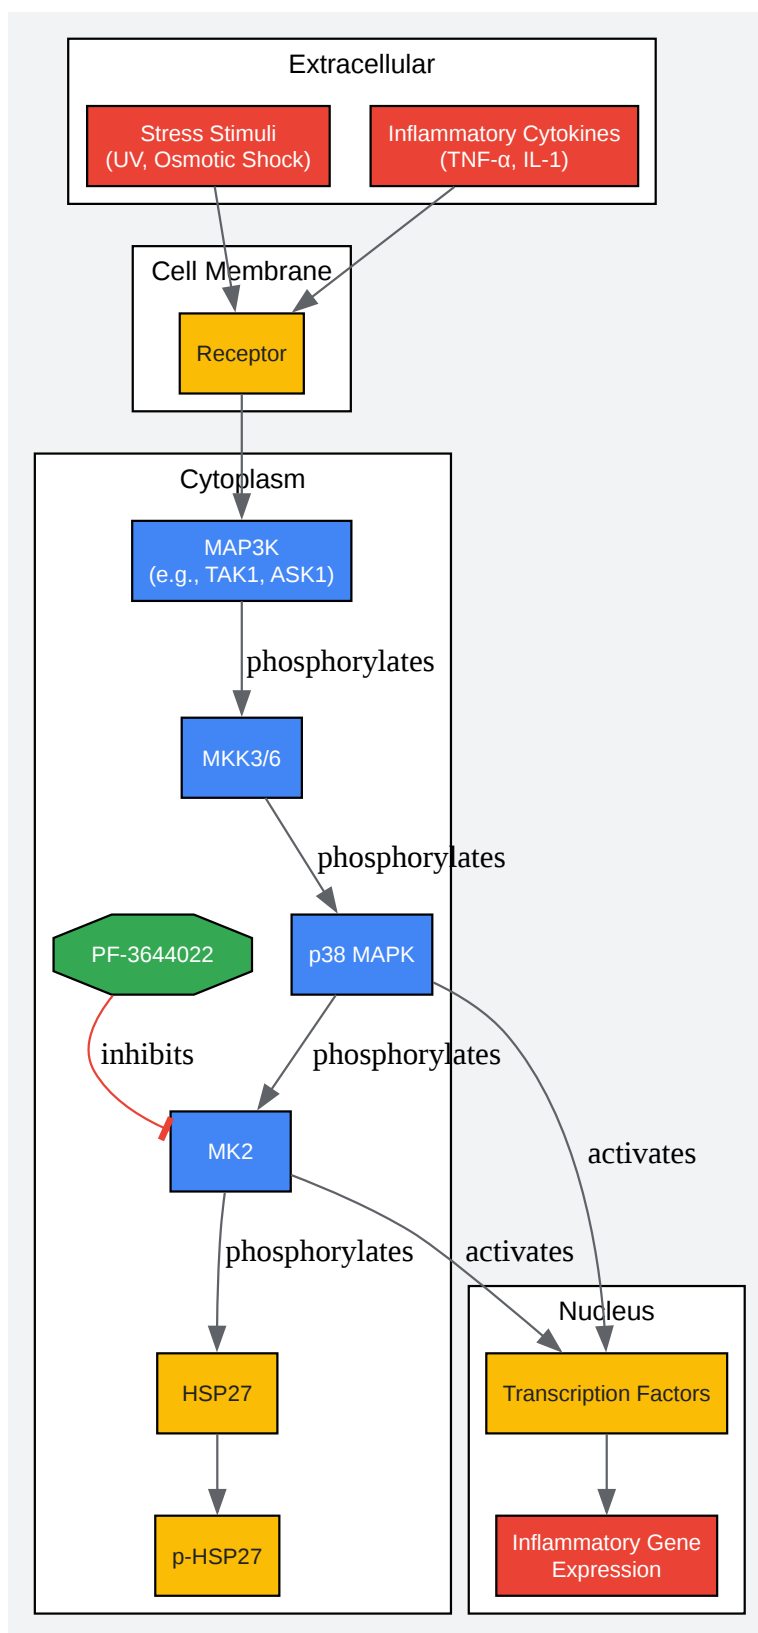 Extracellular
Stress Stimuli
(UV, Osmotic Shock)
Inflammatory Cytokines
(TNF-α, IL-1)
Cell Membrane
Receptor
Cytoplasm
MAP3K
(e.g., TAK1, ASK1)
phosphorylates
MKK3/6
phosphorylates
PF-3644022
p38 MAPK
inhibits
phosphorylates
MK2
activates
phosphorylates
activates
Nucleus
HSP27
Transcription Factors
p-HSP27
Inflammatory Gene
Expression